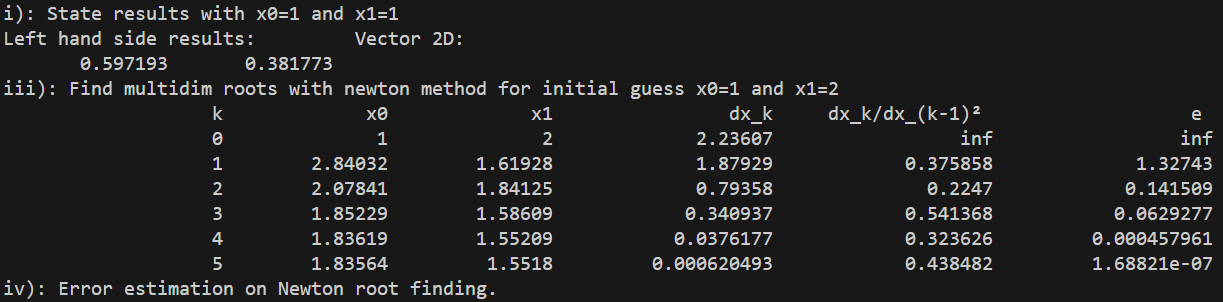 i): State results with x0=1 and x1=1
Left hand side results: Vector 2D:
0.597193 0.381773
iii): Find multidim roots with newton method for initial guess x0=1 and x1=2
k x0 x1 dx_k dx_k/dx_(k-1)² e
0 1 2 2.23607 inf inf
1 2.84032 1.61928 1.87929 0.375858 1.32743
2 2.07841 1.84125 0.79358 0.2247 0.141509
3 1.85229 1.58609 0.340937 0.541368 0.0629277
4 1.83619 1.55209 0.0376177 0.323626 0.000457961
5 1.83564 1.5518 0.000620493 0.438482 1.68821e-07
iv): Error estimation on Newton root finding.